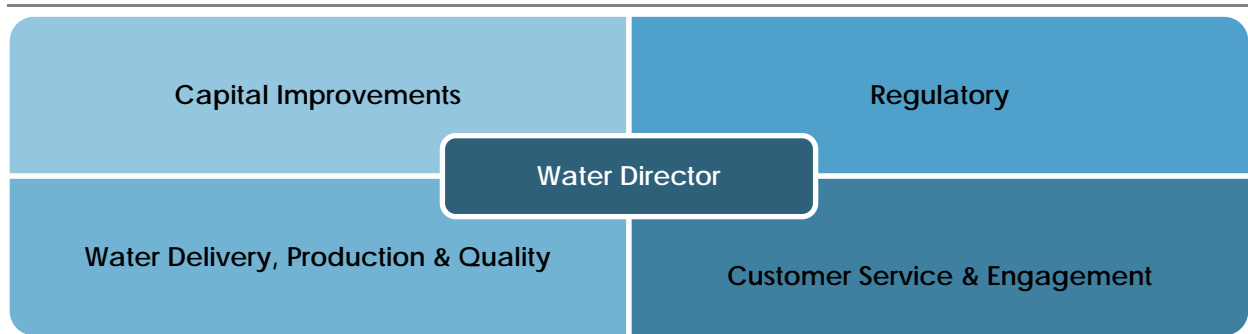 Capital Improvements
Regulatory
Water Director
Water Delivery, Production & Quality
Customer Service & Engagement